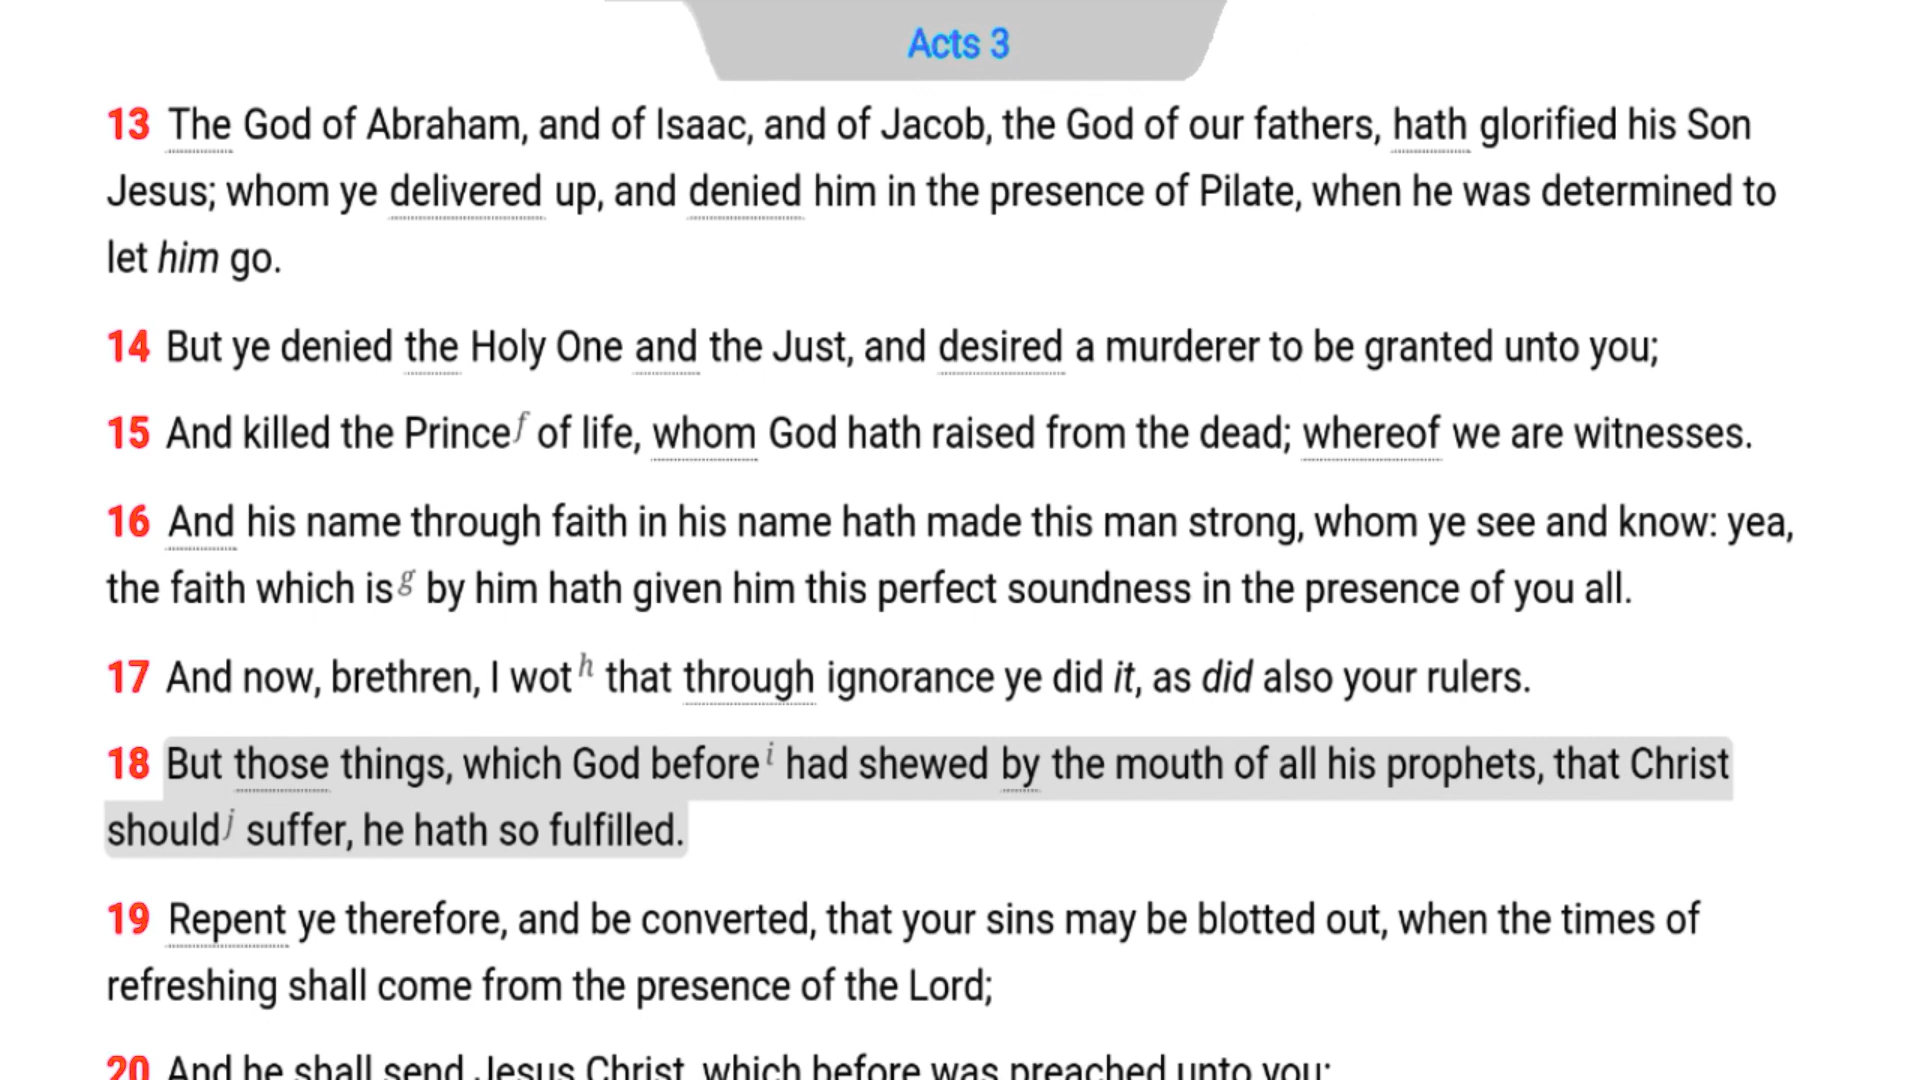 Acts 3
13 The God of Abraham, and of Isaac, and of Jacob, the God of our fathers, hath glorified his Son
Jesus; whom ye delivered up, and denied him in the presence of Pilate, when he was determined to
let him go.
14 But ye denied the Holy One and the Just, and desired a murderer to be granted unto you;
15 And killed the Prince f of life, whom God hath raised from the dead; whereof we are witnesses.
16 And his name through faith in his name hath made this man strong, whom ye see and know: yea,
the faith which is g by him hath given him this perfect soundness in the presence of you all.
17 And now, brethren, I wot h that through ignorance ye did it, as did also your rulers.
18 But those things, which God before i had shewed by the mouth of all his prophets, that Christ
should j suffer, he hath so fulfilled.
19 Repent ye therefore, and be converted, that your sins may be blotted out, when the times of
refreshing shall come from the presence of the Lord;
20 And he shall send Jesus Christ, which before was preached unto you: